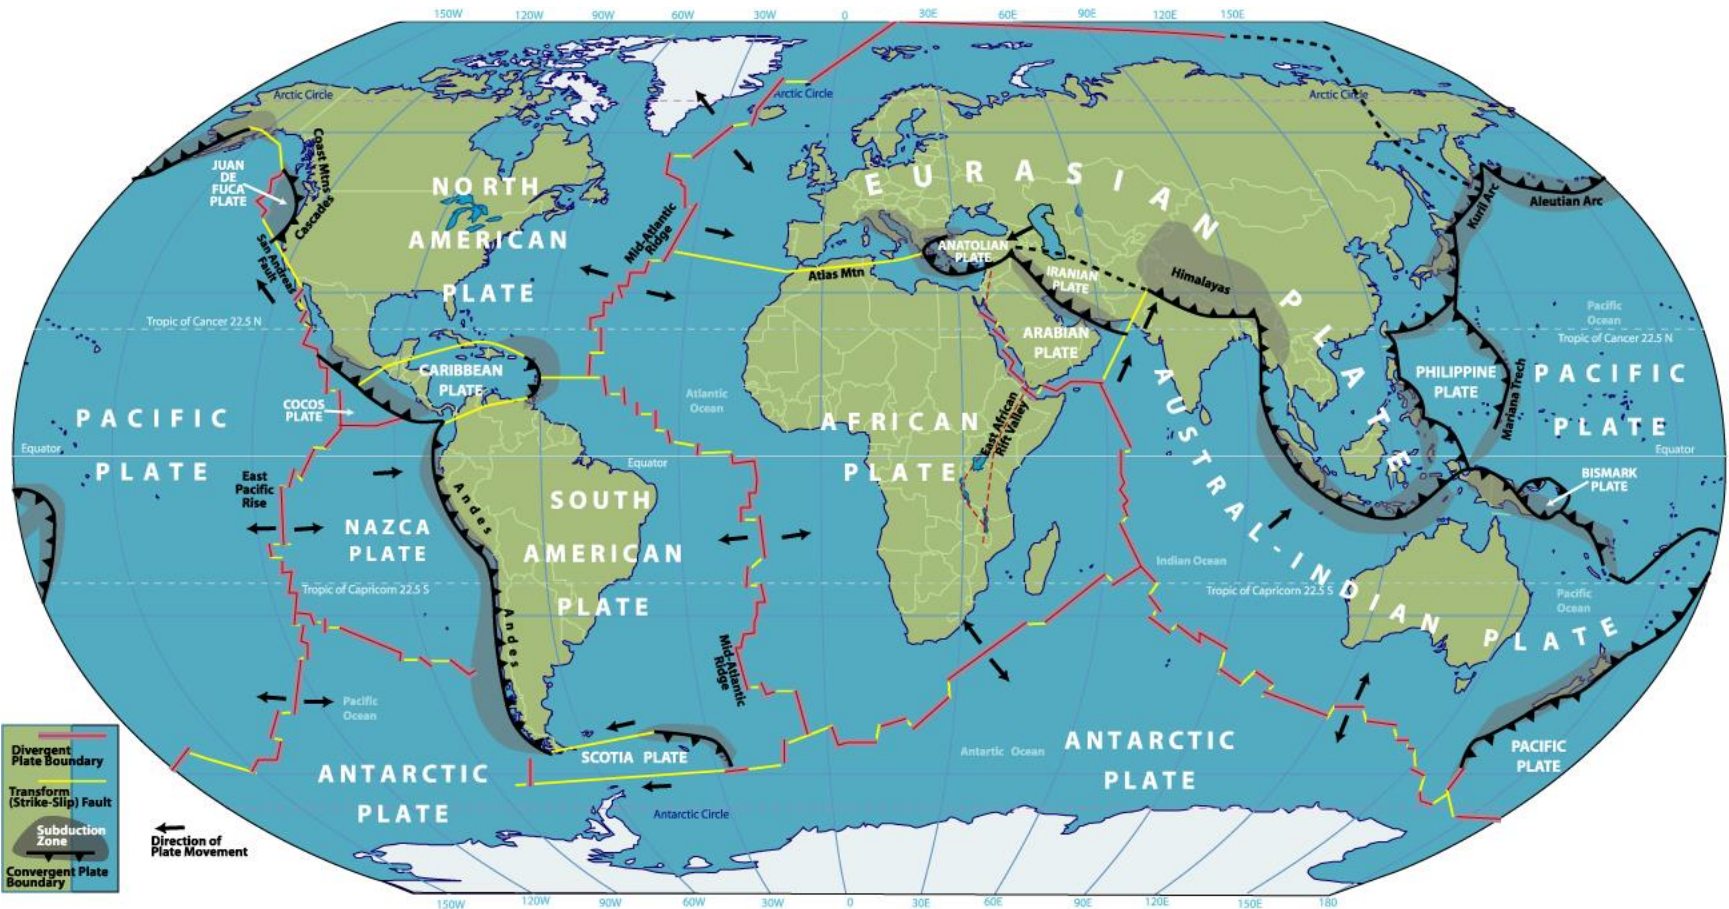 150W 120W 90W 60W 30W 0 30E 60E 90E 120E 150E
Arctic Circle
Arctic Circle
Arctic Circle
Coast Mtns
JUAN
DE
FUCA
PLATE
Cascades
San Andreas
Fault
NORTH
AMERICAN
PLATE
Mid-Atlantic
Ridge
EURASIAN PLATE
ANATOLIAN
PLATE
Atlas Mtn
IRANIAN
PLATE
Himalayas
Kuril Arc
Aleutian Arc
Pacific
Ocean
Tropic of Cancer 22.5 N
Tropic of Cancer 22.5 N
ARABIAN
PLATE
CARIBBEAN
PLATE
COCOS
PLATE
Atlantic
Ocean
PHILIPPINE
PLATE
Mariana Trech
PACIFIC
PLATE
PACIFIC
PLATE
AFRICAN
PLATE
East African
Rift Valley
Equator
Equator
Equator
East
Pacific
Rise
Andes
SOUTH
AMERICAN
PLATE
NAZCA
PLATE
BISMARK
PLATE
AUSTRAL-INDIAN PLATE
Indian Ocean
Tropic of Capricorn 22.5 S
Tropic of Capricorn 22.5 S
Pacific
Ocean
Andes
Mid-Atlantic
Ridge
Pacific
Ocean
SCOTIA PLATE
Antartic Ocean
ANTARCTIC
PLATE
ANTARCTIC
PLATE
PACIFIC
PLATE
Antarctic Circle
Divergent
Plate Boundary
Transform
(Strike-Slip) Fault
Subduction
Zone
Convergent Plate
Boundary
Direction of
Plate Movement
150W 120W 90W 60W 30W 0 30E 60E 90E 120E 150E 180